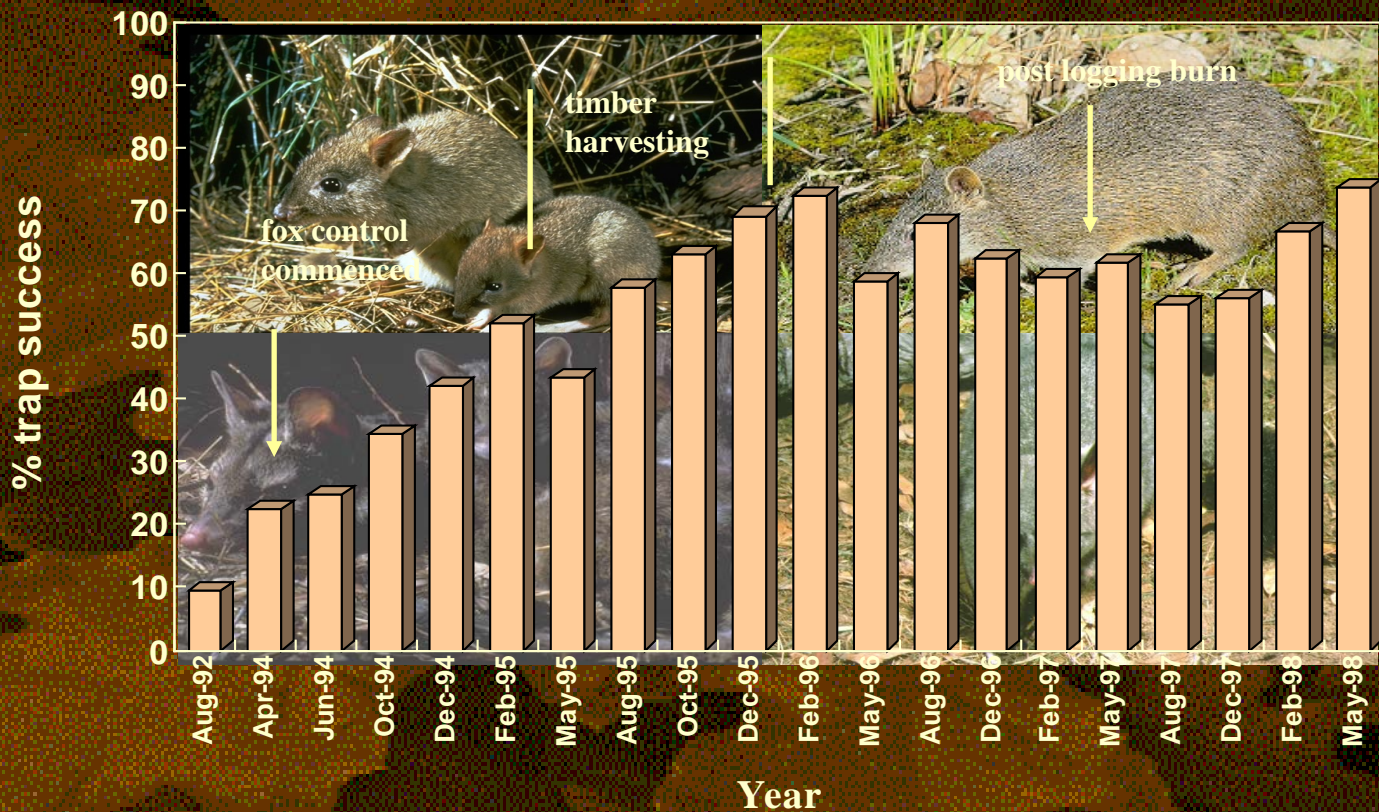 100
90
80
70
60
50
40
30
20
10
0
% trap success
fox control
commenced
timber
harvesting
post logging burn
Aug-92
Apr-94
Jun-94
Oct-94
Dec-94
Feb-95
May-95
Aug-95
Oct-95
Dec-95
Feb-96
May-96
Aug-96
Dec-96
Feb-97
May-97
Aug-97
Dec-97
Feb-98
May-98
Year